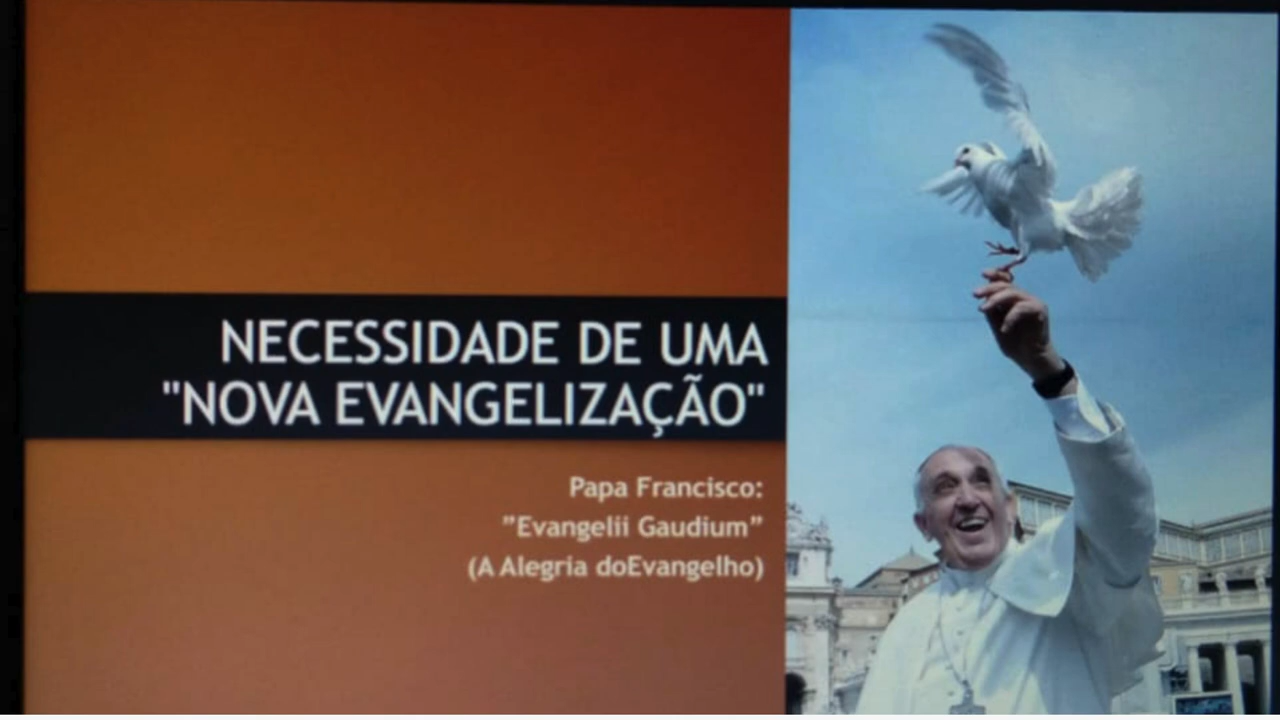 NECESSIDADE DE UMA
"NOVA EVANGELIZAÇÃO"
Papa Francisco:
”Evangelii Gaudium”
(A Alegria doEvangelho)